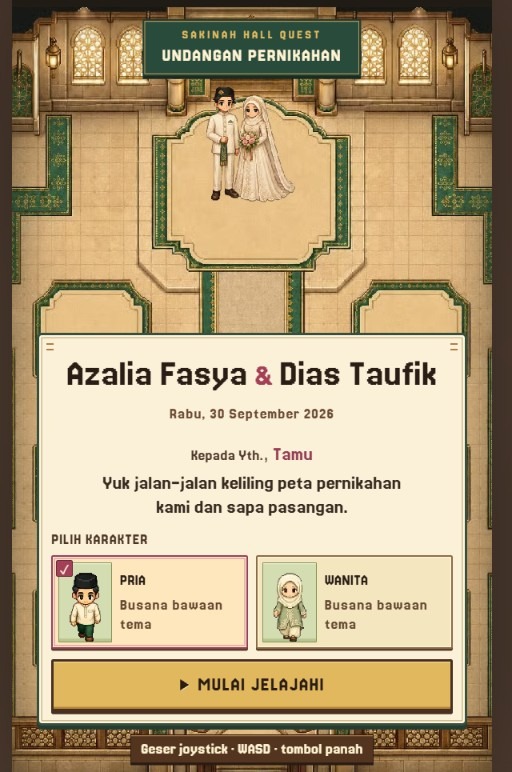 SAKINAH HALL QUEST
UNDANGAN PERNIKAHAN
Azalia Fasya & Dias Taufik
Rabu, 30 September 2026
Kepada Yth., Tamu
Yuk jalan-jalan keliling peta pernikahan
kami dan sapa pasangan.
PILIH KARAKTER
PRIA
Busana bawaan
tema
WANITA
Busana bawaan
tema
▶ MULAI JELAJAHI
Geser joystick · WASD · tombol panah